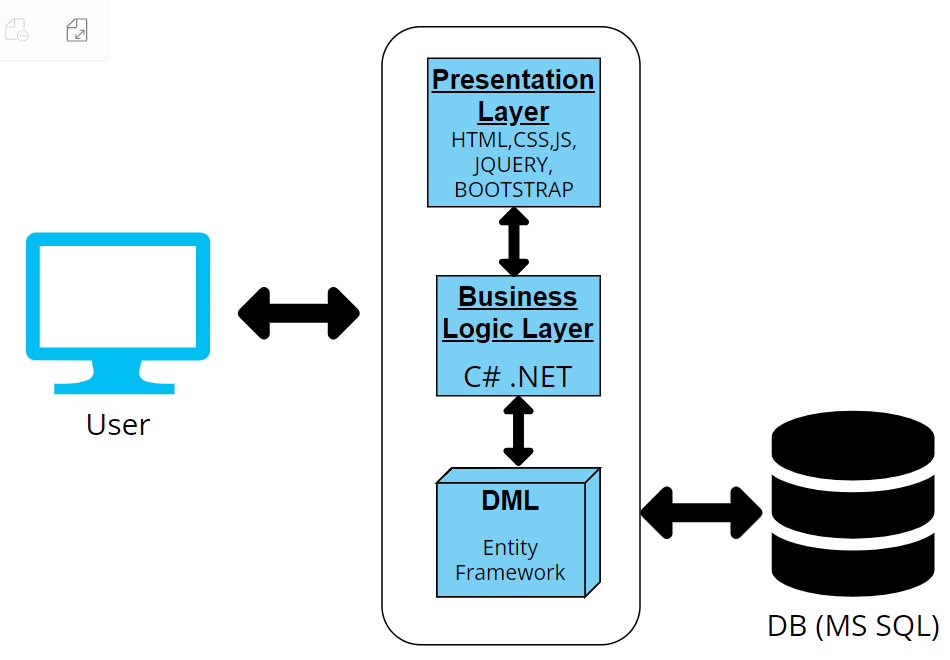 Presentation
Layer
HTML,CSS,JS,
JQUERY,
BOOTSTRAP
Business
Logic Layer
C# .NET
User
DML
Entity
Framework
DB (MS SQL)